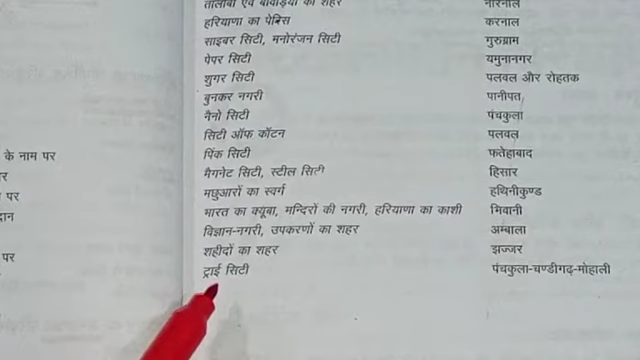 तालाबों एवं बावड़ियों का शहर नारनौल
हरियाणा का पेरिस करनाल
साइबर सिटी, मनोरंजन सिटी गुरुग्राम
पेपर सिटी यमुनानगर
शुगर सिटी पलवल और रोहतक
बुनकर नगरी पानीपत
नैनो सिटी पंचकुला
सिटी ऑफ कॉटन पलवल
पिंक सिटी फतेहाबाद
मैगनेट सिटी, स्टील सिटी हिसार
मछुआरों का स्वर्ग हथिनीकुण्ड
भारत का क्यूबा, मन्दिरों की नगरी, हरियाणा का काशी भिवानी
विज्ञान-नगरी, उपकरणों का शहर अम्बाला
शहीदों का शहर झज्जर
ट्राई सिटी पंचकुला-चण्डीगढ़-मोहाली
के नाम पर
पर
पर